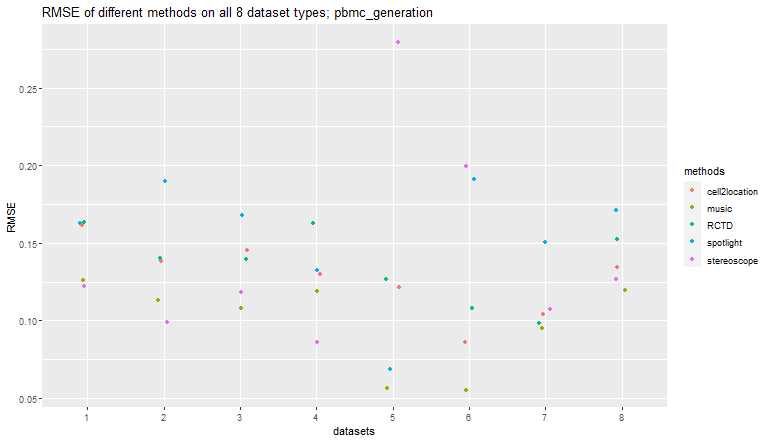 RMSE of different methods on all 8 dataset types; pbmc_generation
RMSE
0.25
0.20
0.15
0.10
0.05
1 2 3 4 5 6 7 8
datasets
methods
cell2location
music
RCTD
spotlight
stereoscope